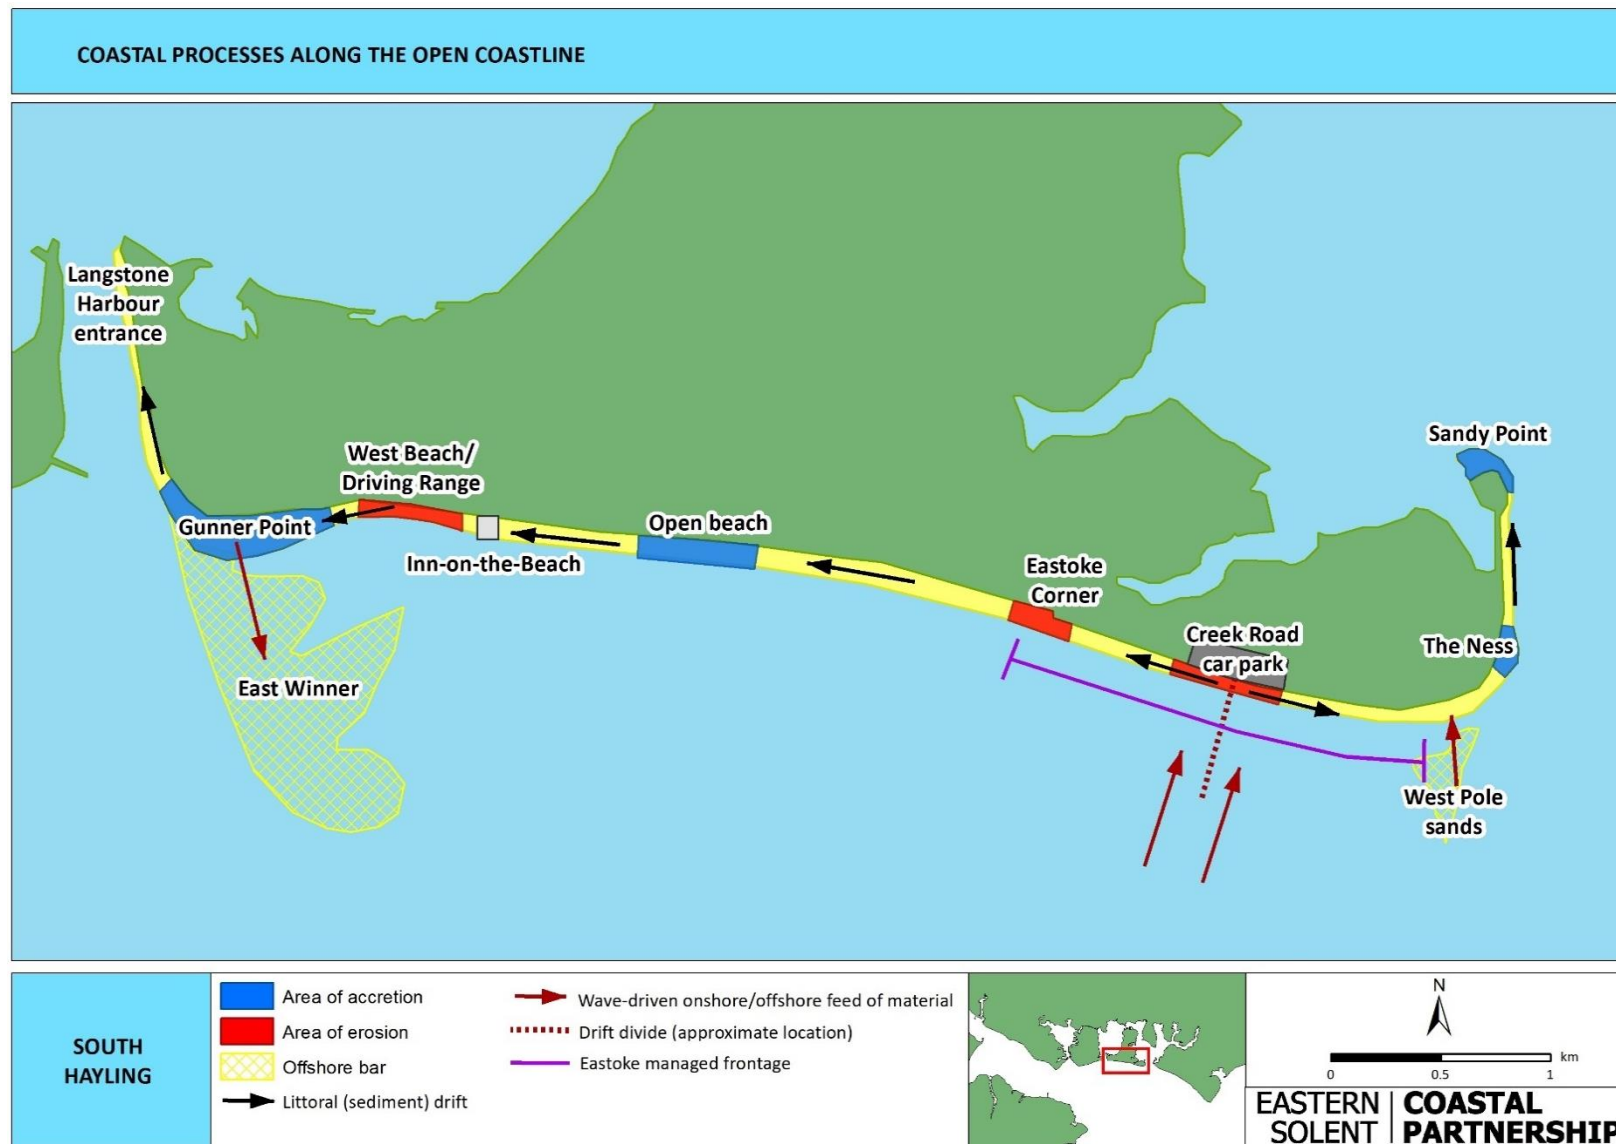 COASTAL PROCESSES ALONG THE OPEN COASTLINE
Langstone
Harbour
entrance
West Beach/
Driving Range
Gunner Point
Inn-on-the-Beach
Open beach
East Winner
Eastoke
Corner
Creek Road
car park
Sandy Point
The Ness
West Pole
sands
SOUTH
HAYLING
Area of accretion
Area of erosion
Offshore bar
Littoral (sediment) drift
Wave-driven onshore/offshore feed of material
Drift divide (approximate location)
Eastoke managed frontage
N
km
0 0.5 1
EASTERN
SOLENT
COASTAL
PARTNERSHIP